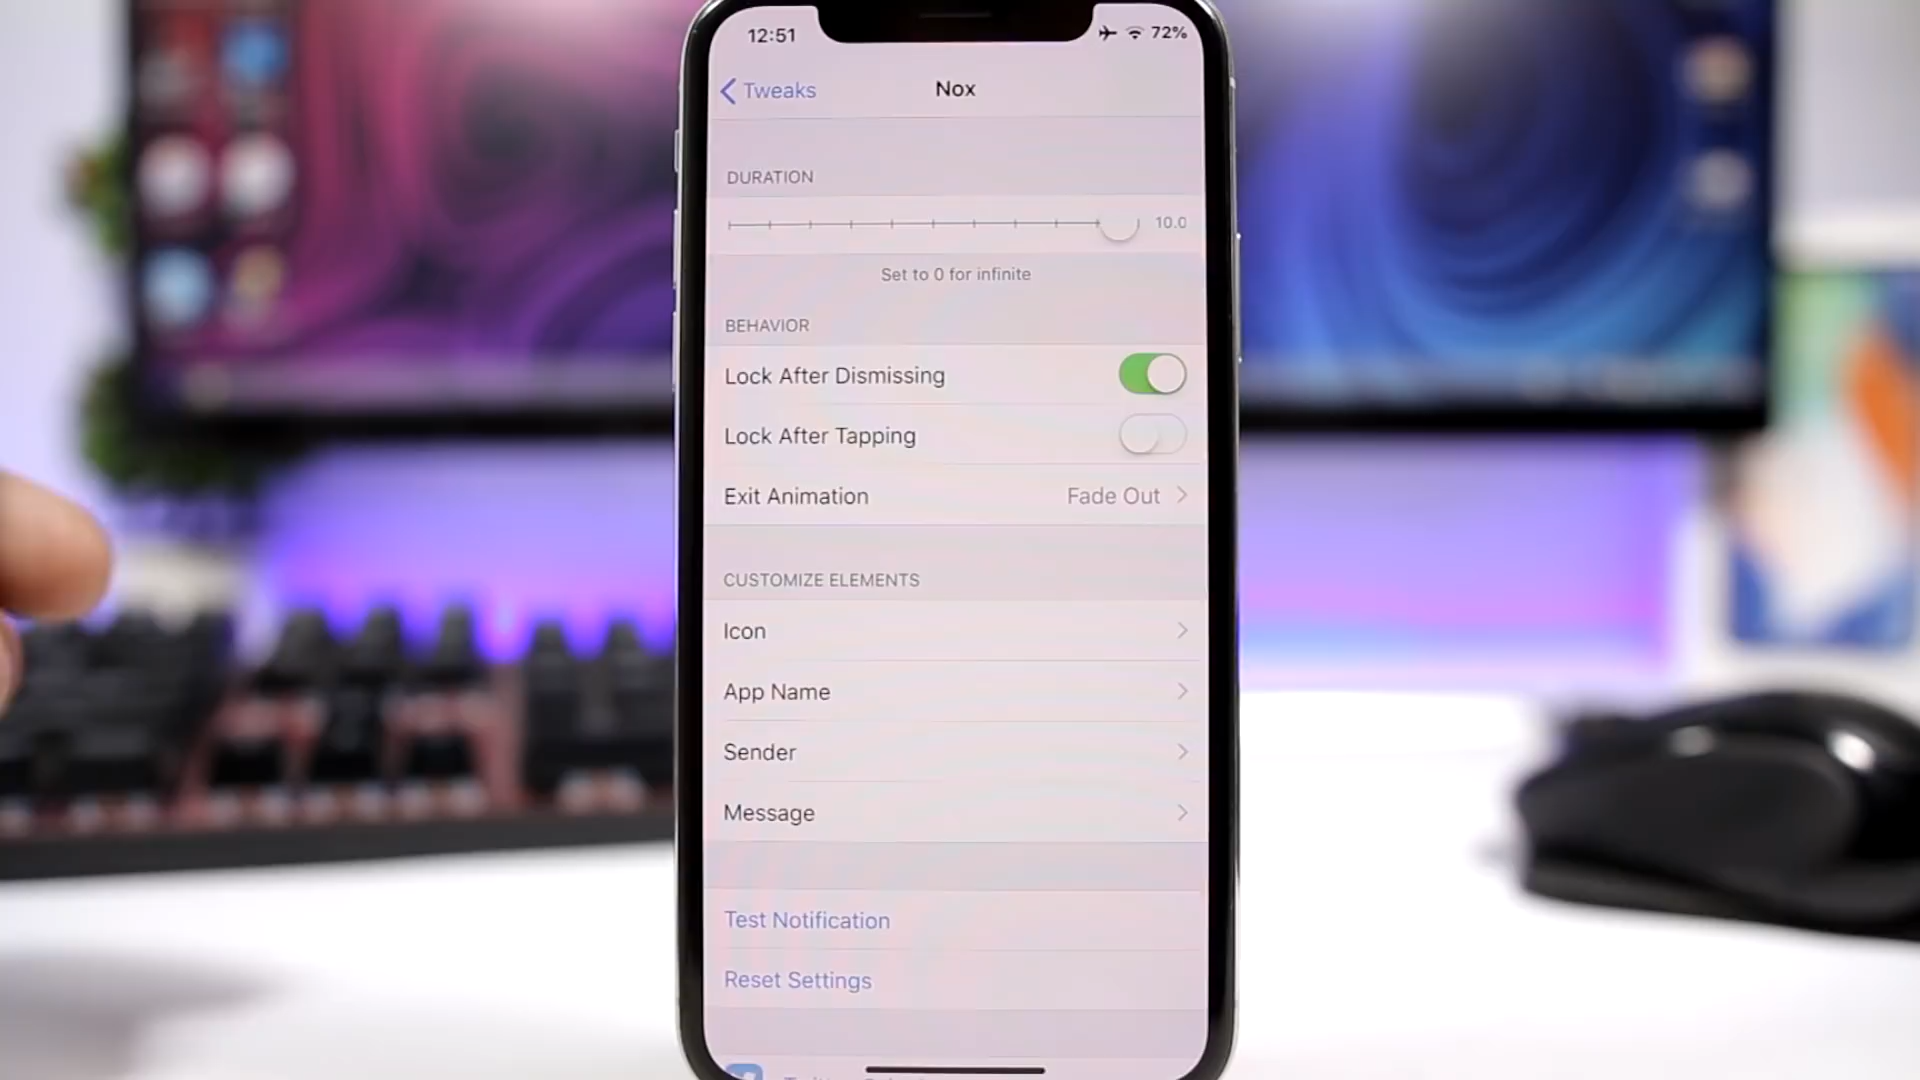 12:51
72%
Tweaks
Nox
DURATION
10.0
Set to 0 for infinite
BEHAVIOR
Lock After Dismissing
Lock After Tapping
Exit Animation
Fade Out
CUSTOMIZE ELEMENTS
Icon
App Name
Sender
Message
Test Notification
Reset Settings